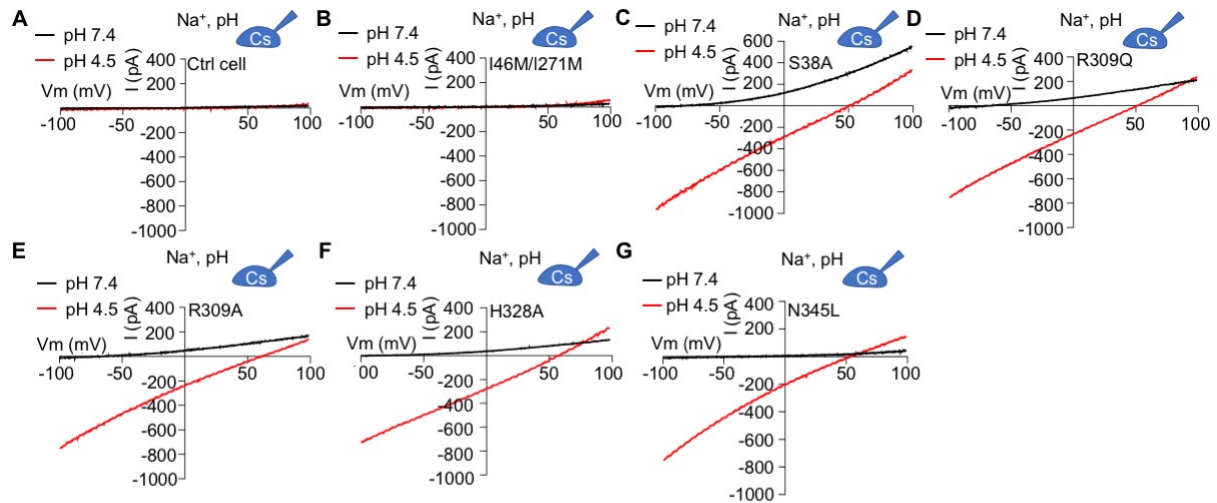 A
Na⁺, pH
Cs
pH 7.4
pH 4.5
I (pA)
Ctrl cell
Vm (mV)
400
200
-200
-400
-600
-800
-1000
-100
-50
50
100
B
Na⁺, pH
Cs
pH 7.4
pH 4.5
I (pA)
I46M/I271M
Vm (mV)
400
200
-200
-400
-600
-800
-1000
-100
-50
50
100
C
Na⁺, pH
Cs
pH 7.4
pH 4.5
I (pA)
S38A
Vm (mV)
600
400
200
-200
-400
-600
-800
-1000
-100
-50
50
100
D
Na⁺, pH
Cs
pH 7.4
pH 4.5
I (pA)
R309Q
Vm (mV)
400
200
-200
-400
-600
-800
-1000
-100
-50
50
100
E
Na⁺, pH
Cs
pH 7.4
pH 4.5
I (pA)
R309A
Vm (mV)
400
200
-200
-400
-600
-800
-1000
-100
-50
50
100
F
Na⁺, pH
Cs
pH 7.4
pH 4.5
I (pA)
H328A
Vm (mV)
400
200
-200
-400
-600
-800
-1000
00
-50
50
100
G
Na⁺, pH
Cs
pH 7.4
pH 4.5
I (pA)
N345L
Vm (mV)
400
200
-200
-400
-600
-800
-1000
-100
-50
50
100